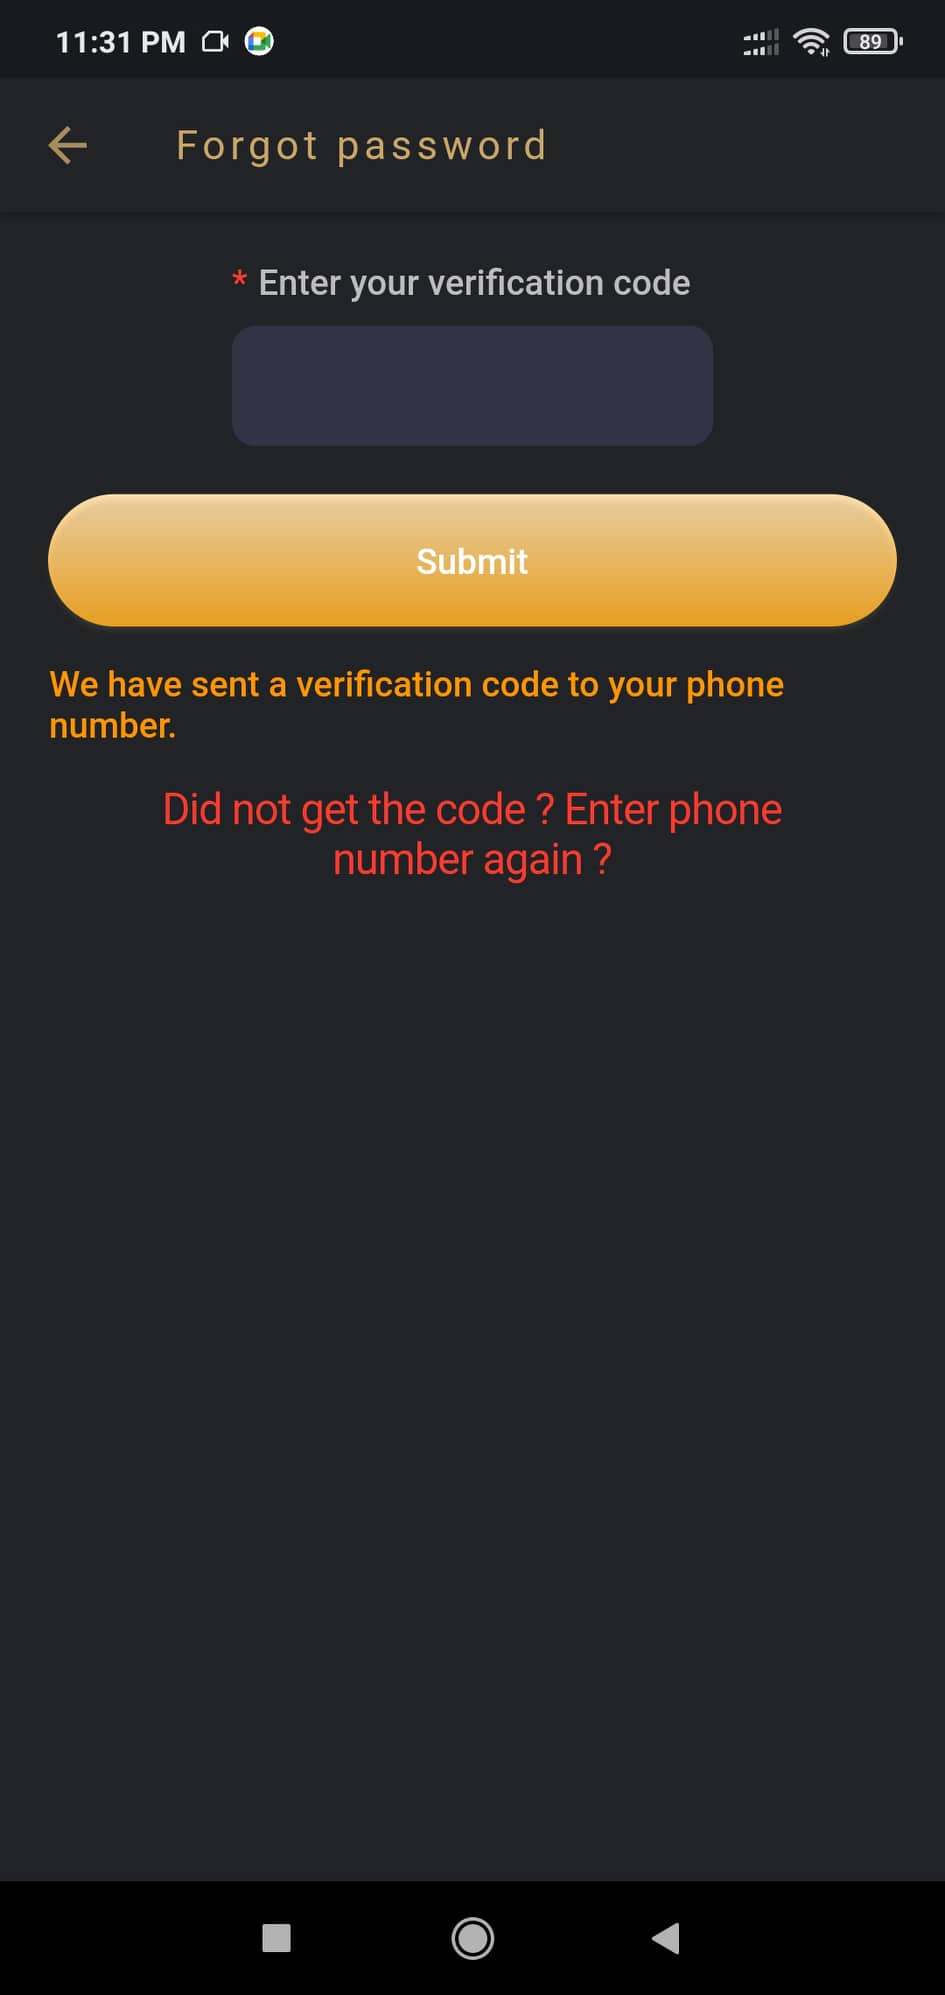 11:31 PM
89
Forgot password
* Enter your verification code
Submit
We have sent a verification code to your phone
number.
Did not get the code ? Enter phone
number again ?